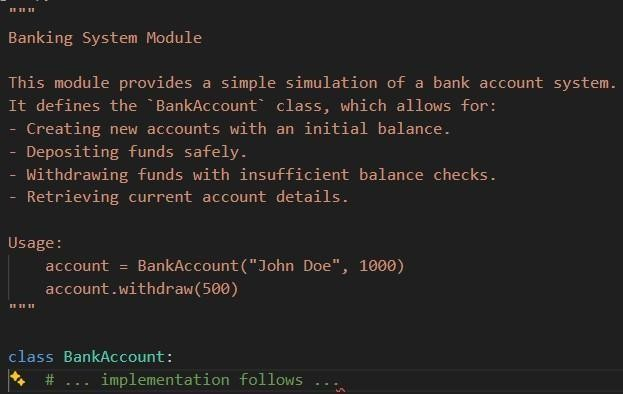 """
Banking System Module

This module provides a simple simulation of a bank account system.
It defines the `BankAccount` class, which allows for:
- Creating new accounts with an initial balance.
- Depositing funds safely.
- Withdrawing funds with insufficient balance checks.
- Retrieving current account details.

Usage:
    account = BankAccount("John Doe", 1000)
    account.withdraw(500)
"""

class BankAccount:
    # ... implementation follows ...